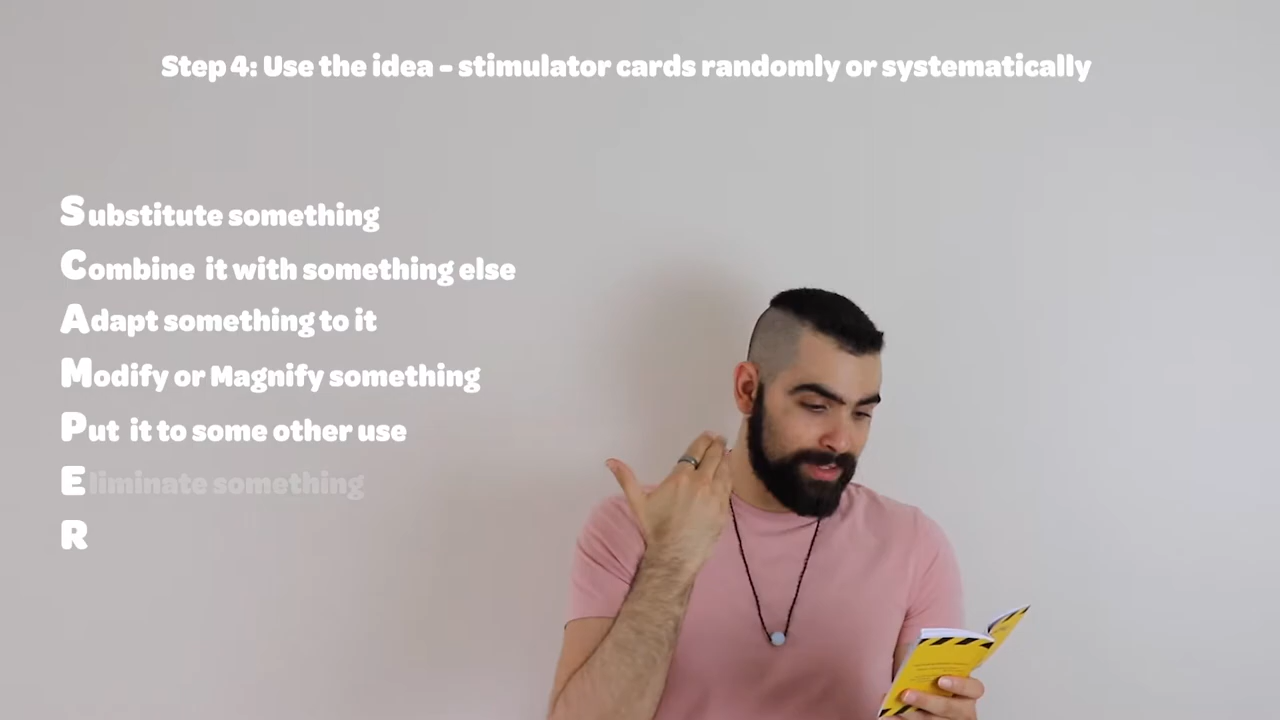 Step 4: Use the idea - stimulator cards randomly or systematically
Substitute something
Combine it with something else
Adapt something to it
Modify or Magnify something
Put it to some other use
Eliminate something
R